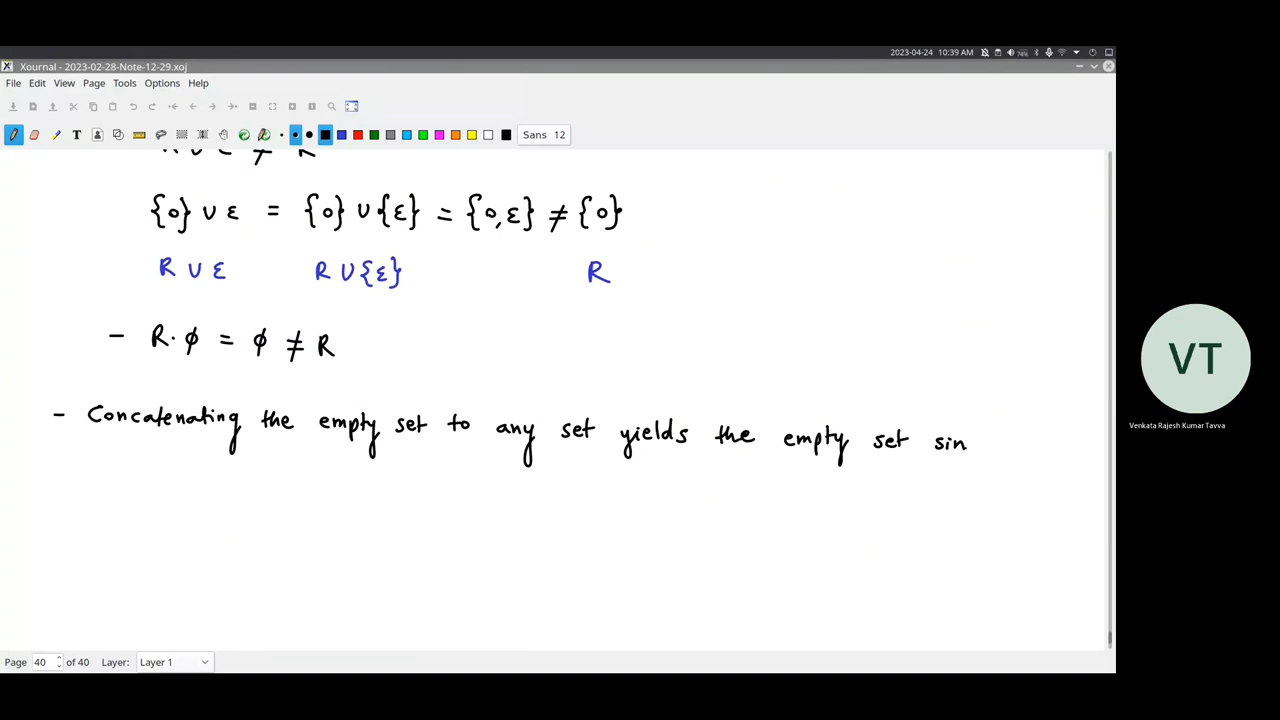 2023-04-24 10:39 AM
Xournal - 2023-02-28-Note-12-29.xoj
File Edit View Page Tools Options Help
Sans 12
R ∪ ε ≠ R
{0} ∪ ε = {0} ∪ {ε} = {0, ε} ≠ {0}
R ∪ ε R ∪ {ε} R
- R · φ = φ ≠ R
- Concatenating the empty set to any set yields the empty set sin
VT
Venkata Rajesh Kumar Tavva
Page 40 of 40 Layer: Layer 1